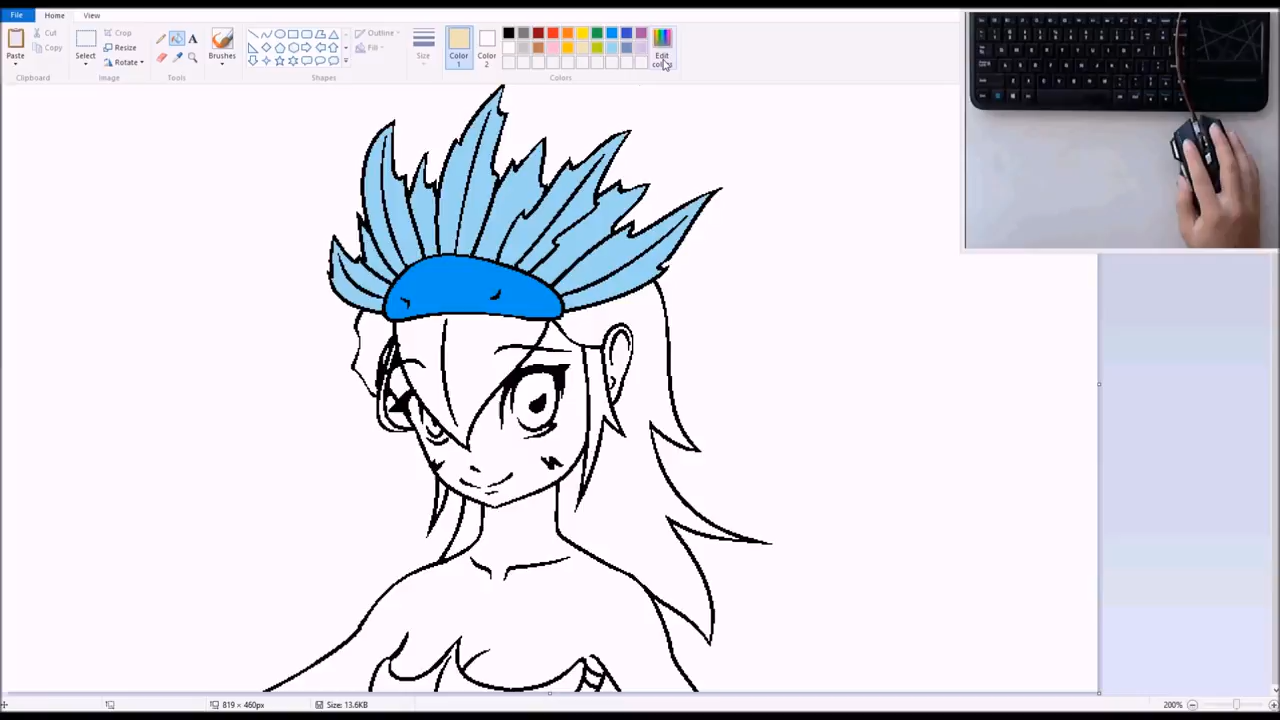 File Home View
Paste Cut Copy
Clipboard
Select Crop Resize Rotate
Image
Tools
Brushes
Shapes
Outline Fill
Size
Color 1
Color 2
Colors
Edit
819 × 460px
Size: 13.6KB
200%